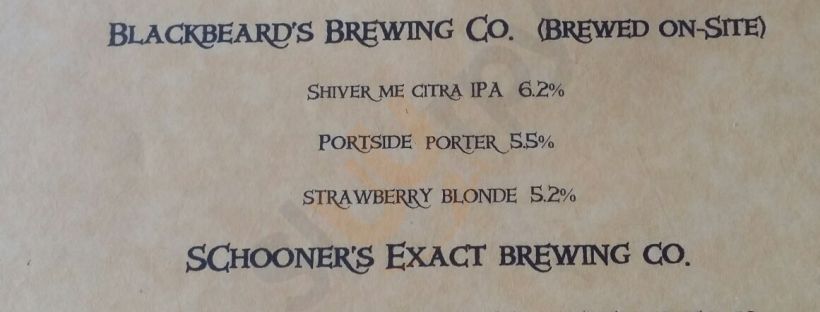 Blackbeard's Brewing Co. (Brewed on-Site)
Shiver me citra IPA 6.2%
Portside porter 5.5%
Strawberry blonde 5.2%
Schooner's Exact brewing co.